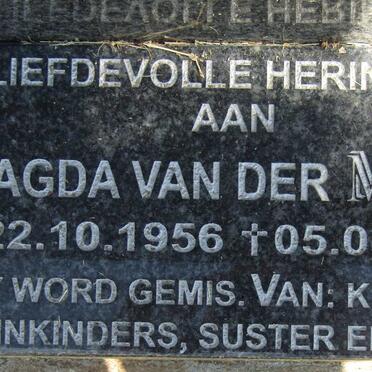 LIEFDEVOLLE HERIN
AAN
AGDA VAN DER M
22.10.1956 †05.0
WORD GEMIS. VAN: K
INKINDERS, SUSTER E